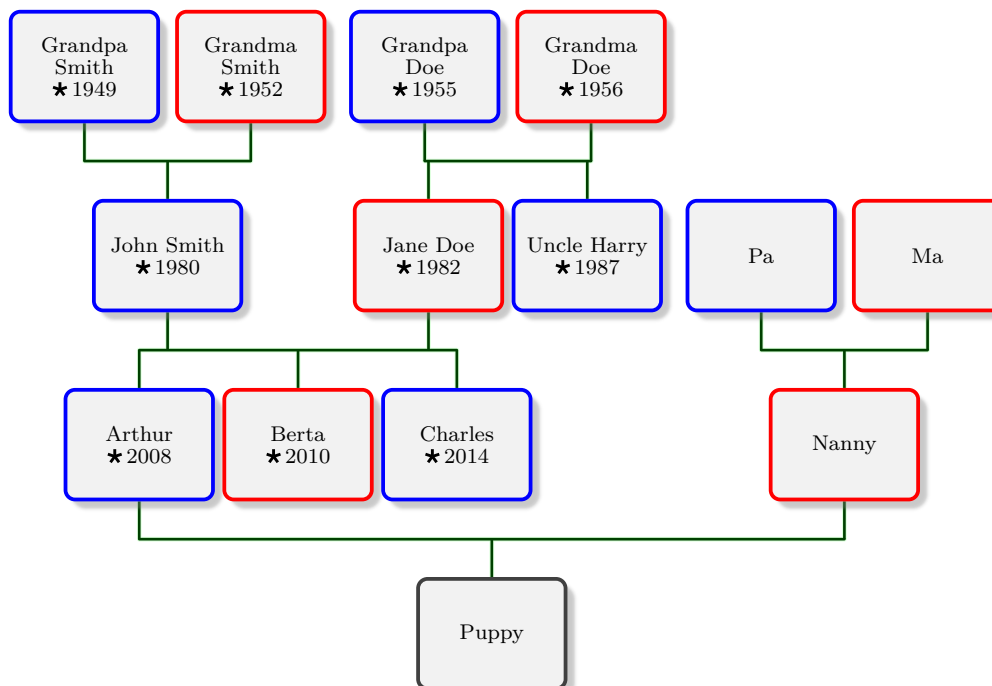 Grandpa
Smith
★1949
Grandma
Smith
★1952
Grandpa
Doe
★1955
Grandma
Doe
★1956
John Smith
★1980
Jane Doe
★1982
Uncle Harry
★1987
Pa
Ma
Arthur
★2008
Berta
★2010
Charles
★2014
Nanny
Puppy